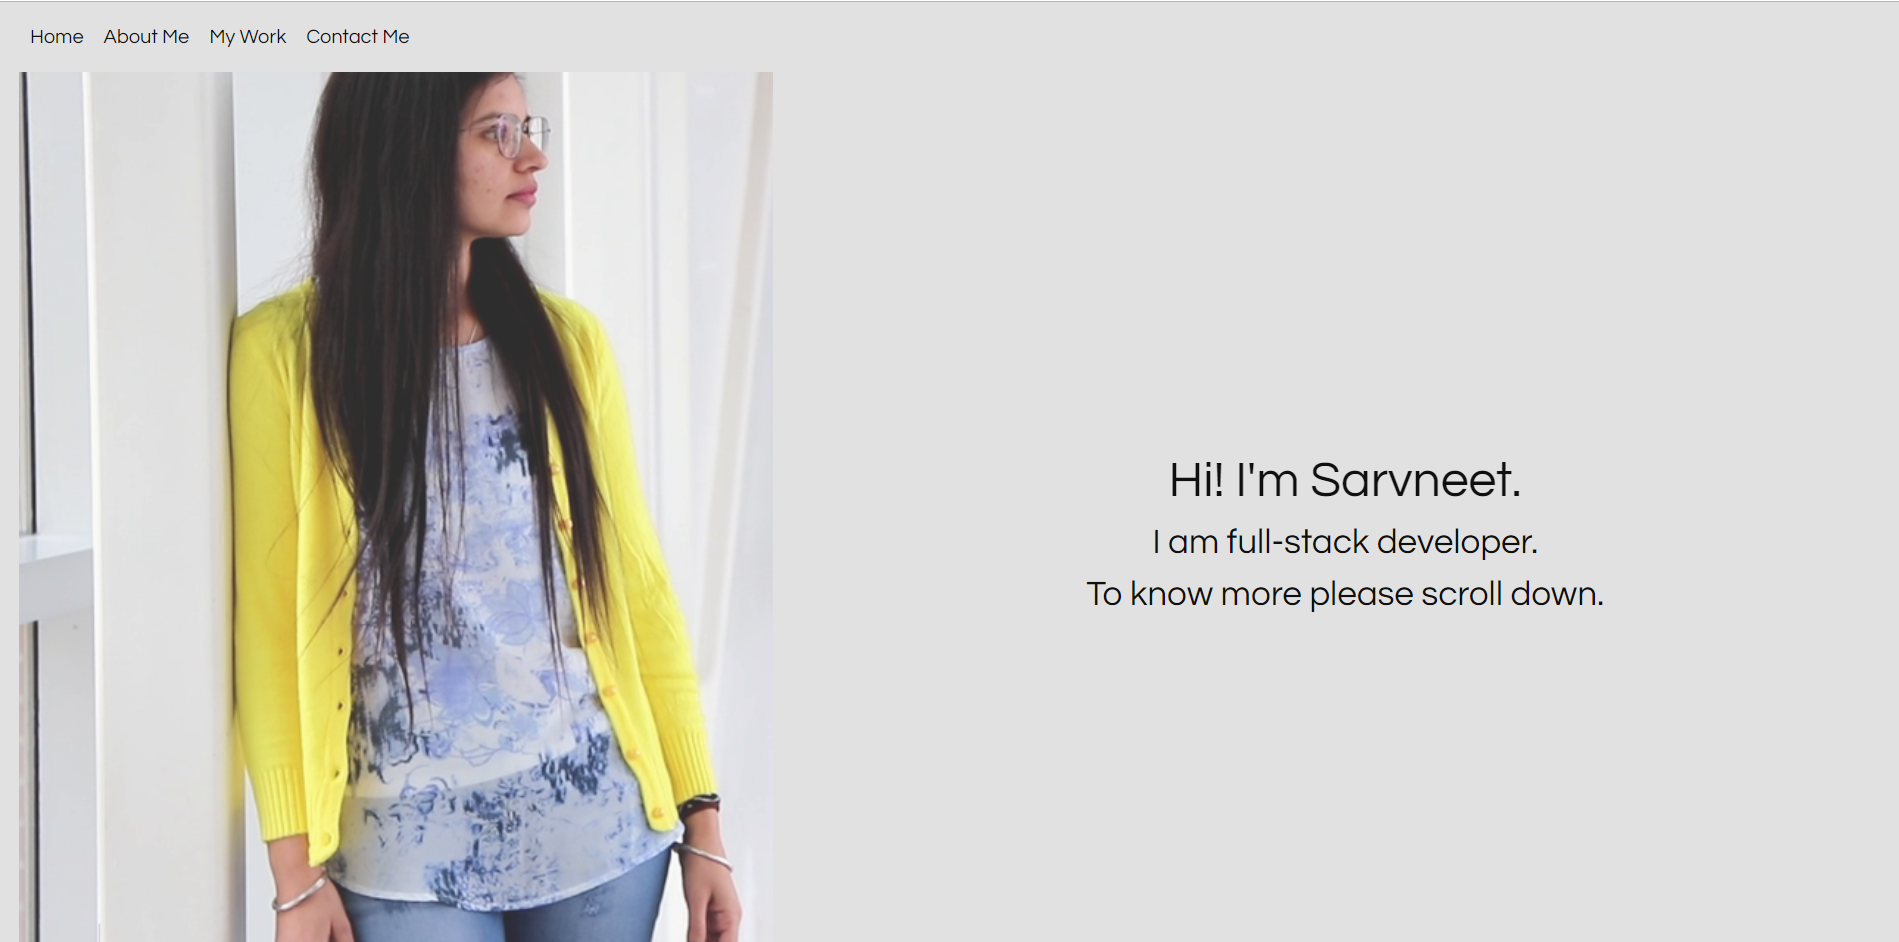 Home About Me My Work Contact Me
Hi! I'm Sarvneet.
I am full-stack developer.
To know more please scroll down.